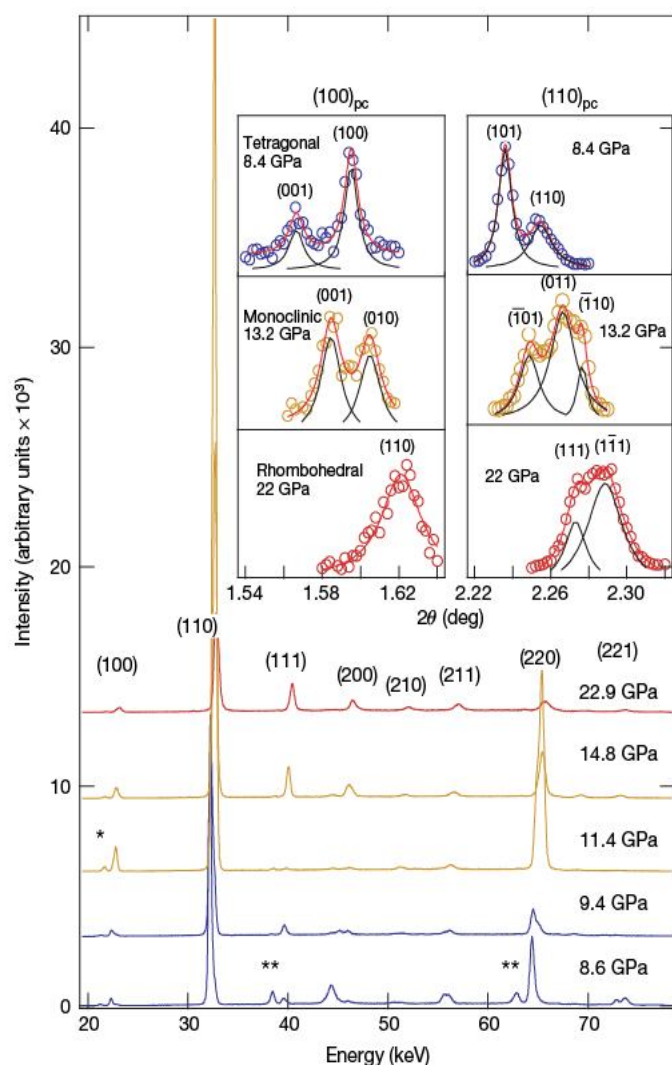 (100)pc
(110)pc
40
30
20
10
0
Intensity (arbitrary units × 10³)
Tetragonal
8.4 GPa
(001)
(100)
(101)
(110)
8.4 GPa
Monoclinic
13.2 GPa
(001)
(010)
(1̅01)
(011)
(1̅10)
13.2 GPa
Rhombohedral
22 GPa
(110)
22 GPa
(111)
(11̅1)
1.54 1.58 1.62
2.22 2.26 2.30
2θ (deg)
(100)
(110)
(111)
(200)
(210)
(211)
(220)
(221)
22.9 GPa
14.8 GPa
*
11.4 GPa
9.4 GPa
**
**
8.6 GPa
20 30 40 50 60 70
Energy (keV)